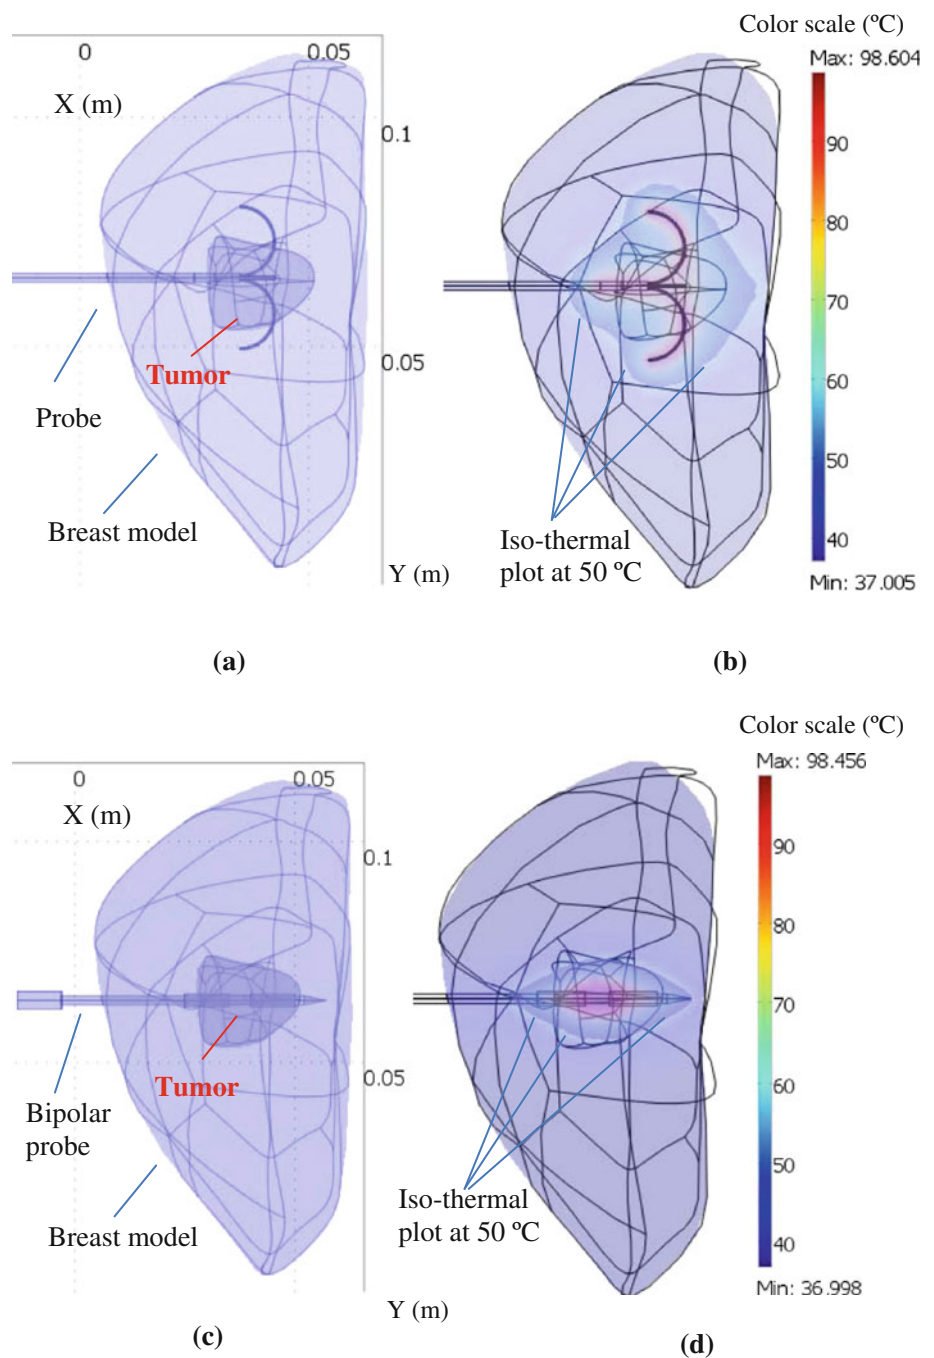 Color scale (ºC)
0
0.05
Max: 98.604
X (m)
0.1
90
80
70
0.05
Tumor
60
Probe
50
Breast model
Iso-thermal
plot at 50 ºC
40
Y (m)
Min: 37.005
(a)
(b)
Color scale (ºC)
0
0.05
Max: 98.456
X (m)
0.1
90
80
70
0.05
Tumor
60
Bipolar
probe
50
Breast model
Iso-thermal
plot at 50 ºC
40
Y (m)
Min: 36.998
(c)
(d)